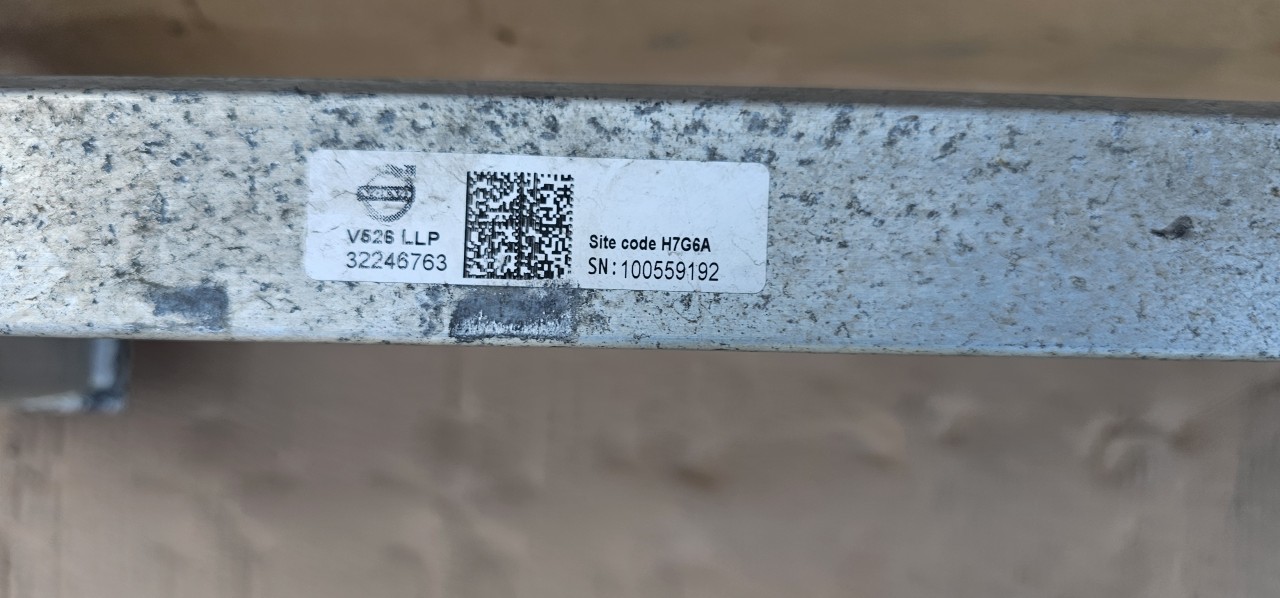 V526 LLP
32246763
Site code H7G6A
SN:100559192